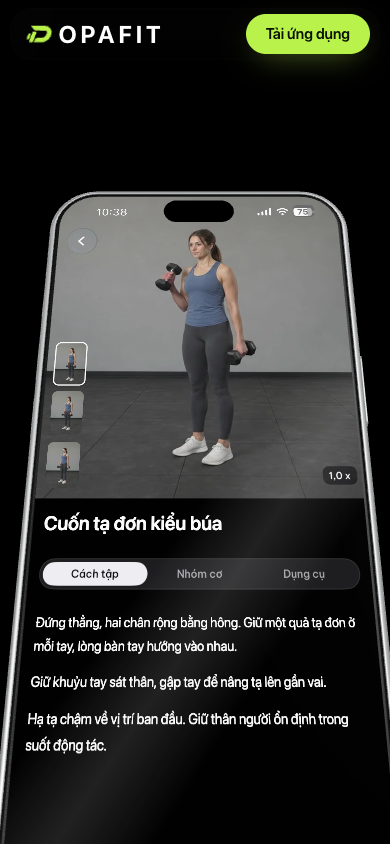 OPAFIT
Tải ứng dụng
10:38
75
1,0 x
Cuốn tạ đơn kiểu búa
Cách tập
Nhóm cơ
Dụng cụ
Đứng thẳng, hai chân rộng bằng hông. Giữ một quả tạ đơn ở
mỗi tay, lòng bàn tay hướng vào nhau.
Giữ khuỷu tay sát thân, gập tay để nâng tạ lên gần vai.
Hạ tạ chậm về vị trí ban đầu. Giữ thân người ổn định trong
suốt động tác.